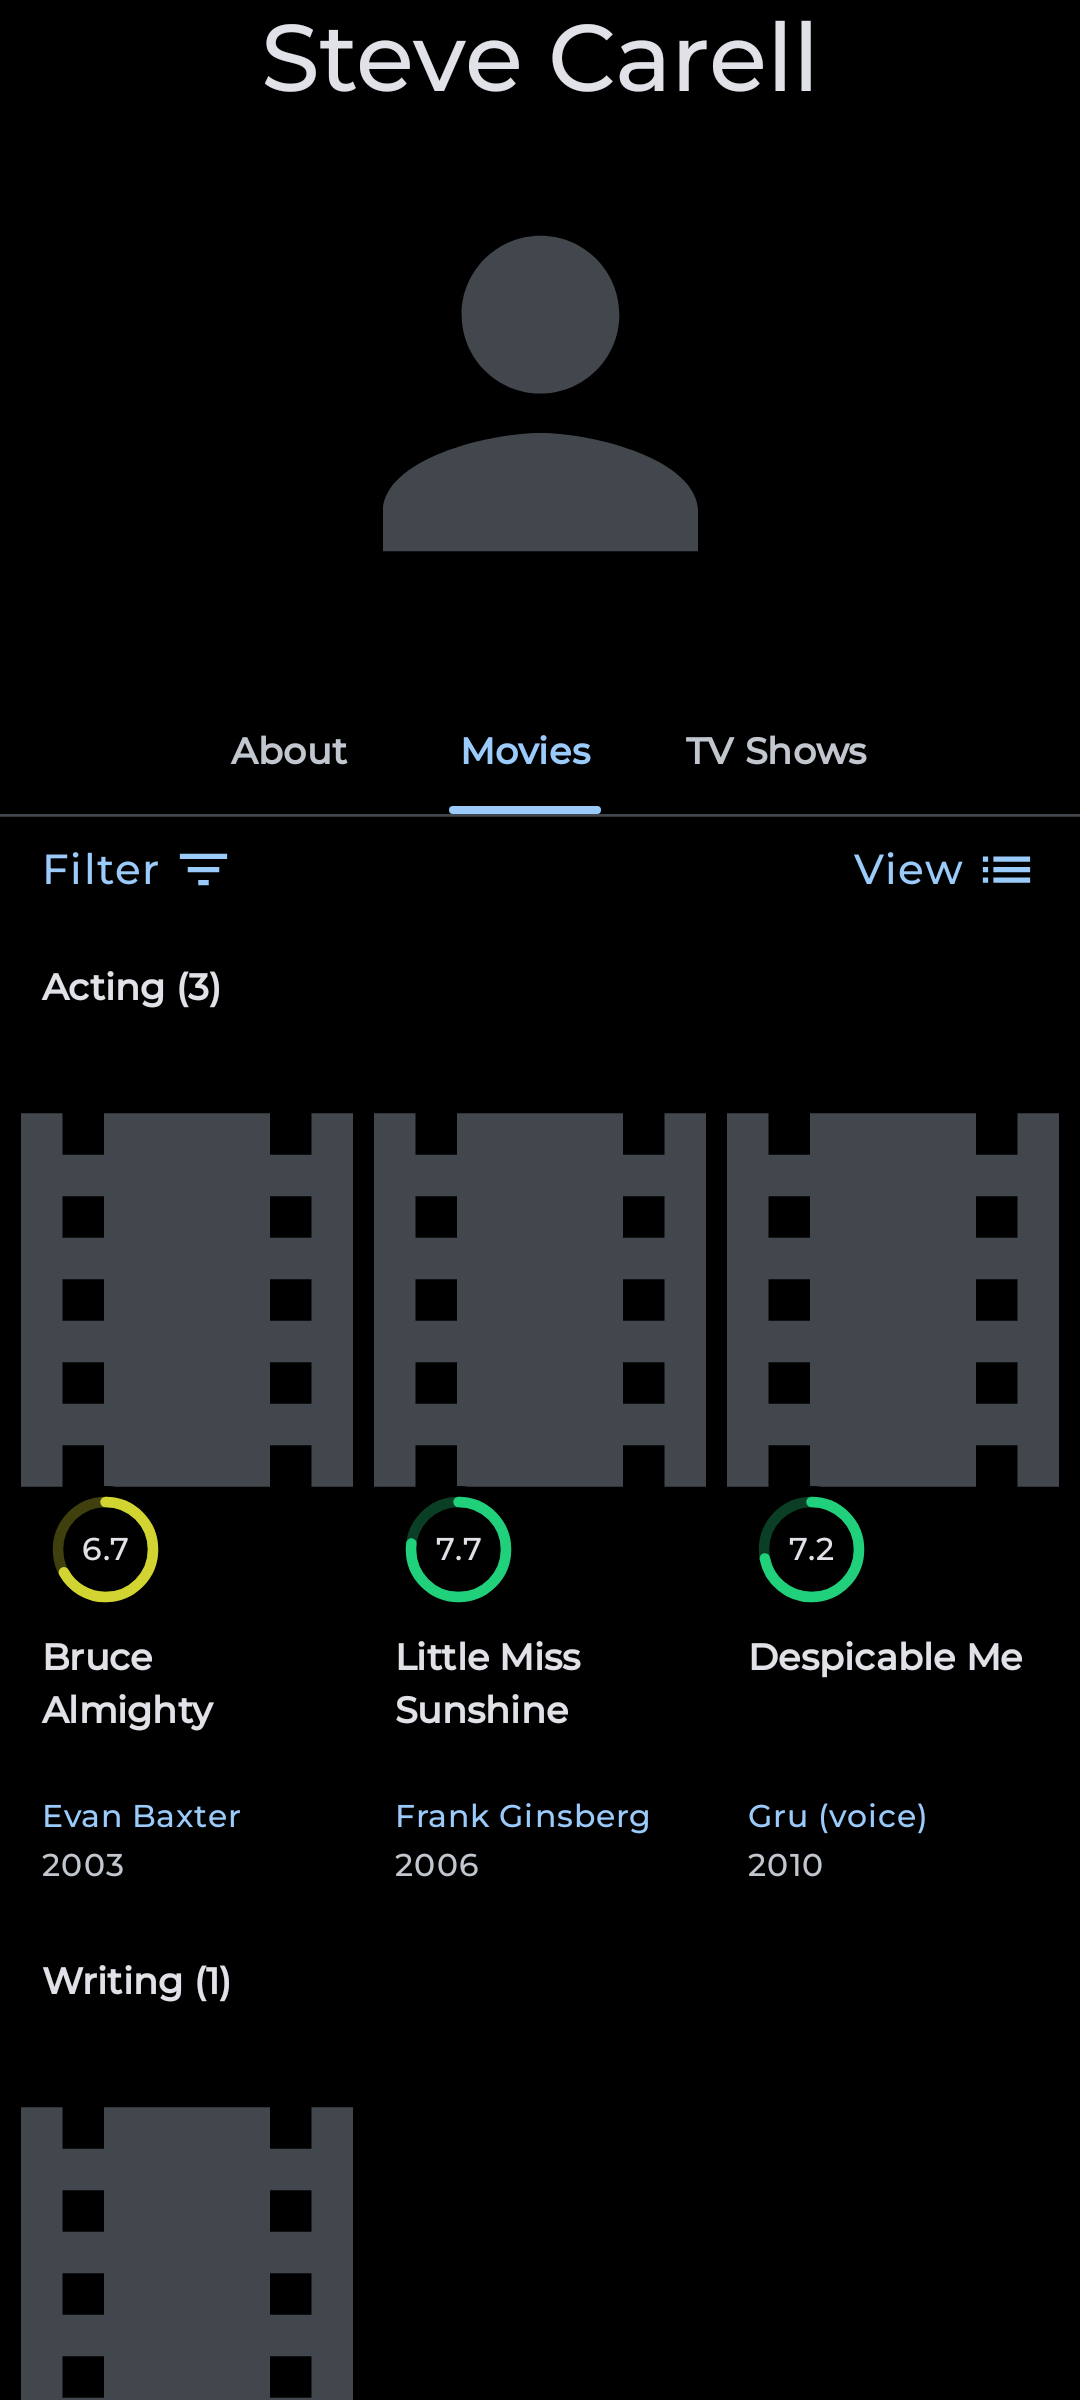 Steve Carell
About
Movies
TV Shows
Filter
View
Acting (3)
6.7
7.7
7.2
Bruce
Almighty
Little Miss
Sunshine
Despicable Me
Evan Baxter
2003
Frank Ginsberg
2006
Gru (voice)
2010
Writing (1)